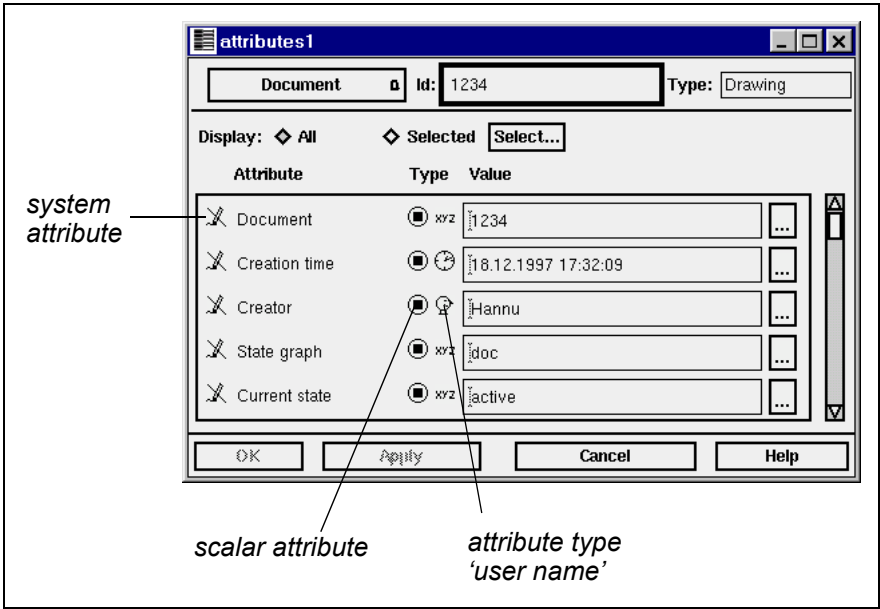 attributes1
Document Id: 1234 Type: Drawing
Display: All Selected Select...
Attribute Type Value
system
attribute
Document xyz 1234 ...
Creation time 18.12.1997 17:32:09 ...
Creator Hannu ...
State graph xyz doc ...
Current state xyz active ...
OK Apply Cancel Help
scalar attribute
attribute type
‘user name’